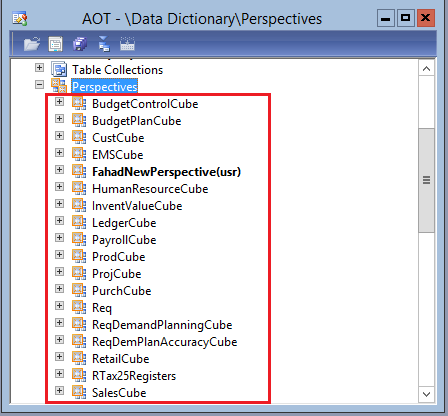 AOT - \Data Dictionary\Perspectives
Table Collections
Perspectives
BudgetControlCube
BudgetPlanCube
CustCube
EMSCube
FahadNewPerspective(usr)
HumanResourceCube
InventValueCube
LedgerCube
PayrollCube
ProdCube
ProjCube
PurchCube
Req
ReqDemandPlanningCube
ReqDemPlanAccuracyCube
RetailCube
RTax25Registers
SalesCube